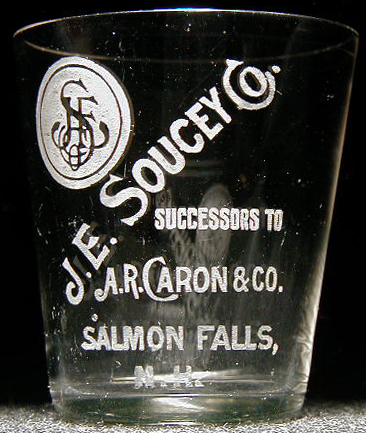 J.E. SOUCEY CO.
SUCCESSORS TO
A.R. CARON & CO.
SALMON FALLS,
N.H.